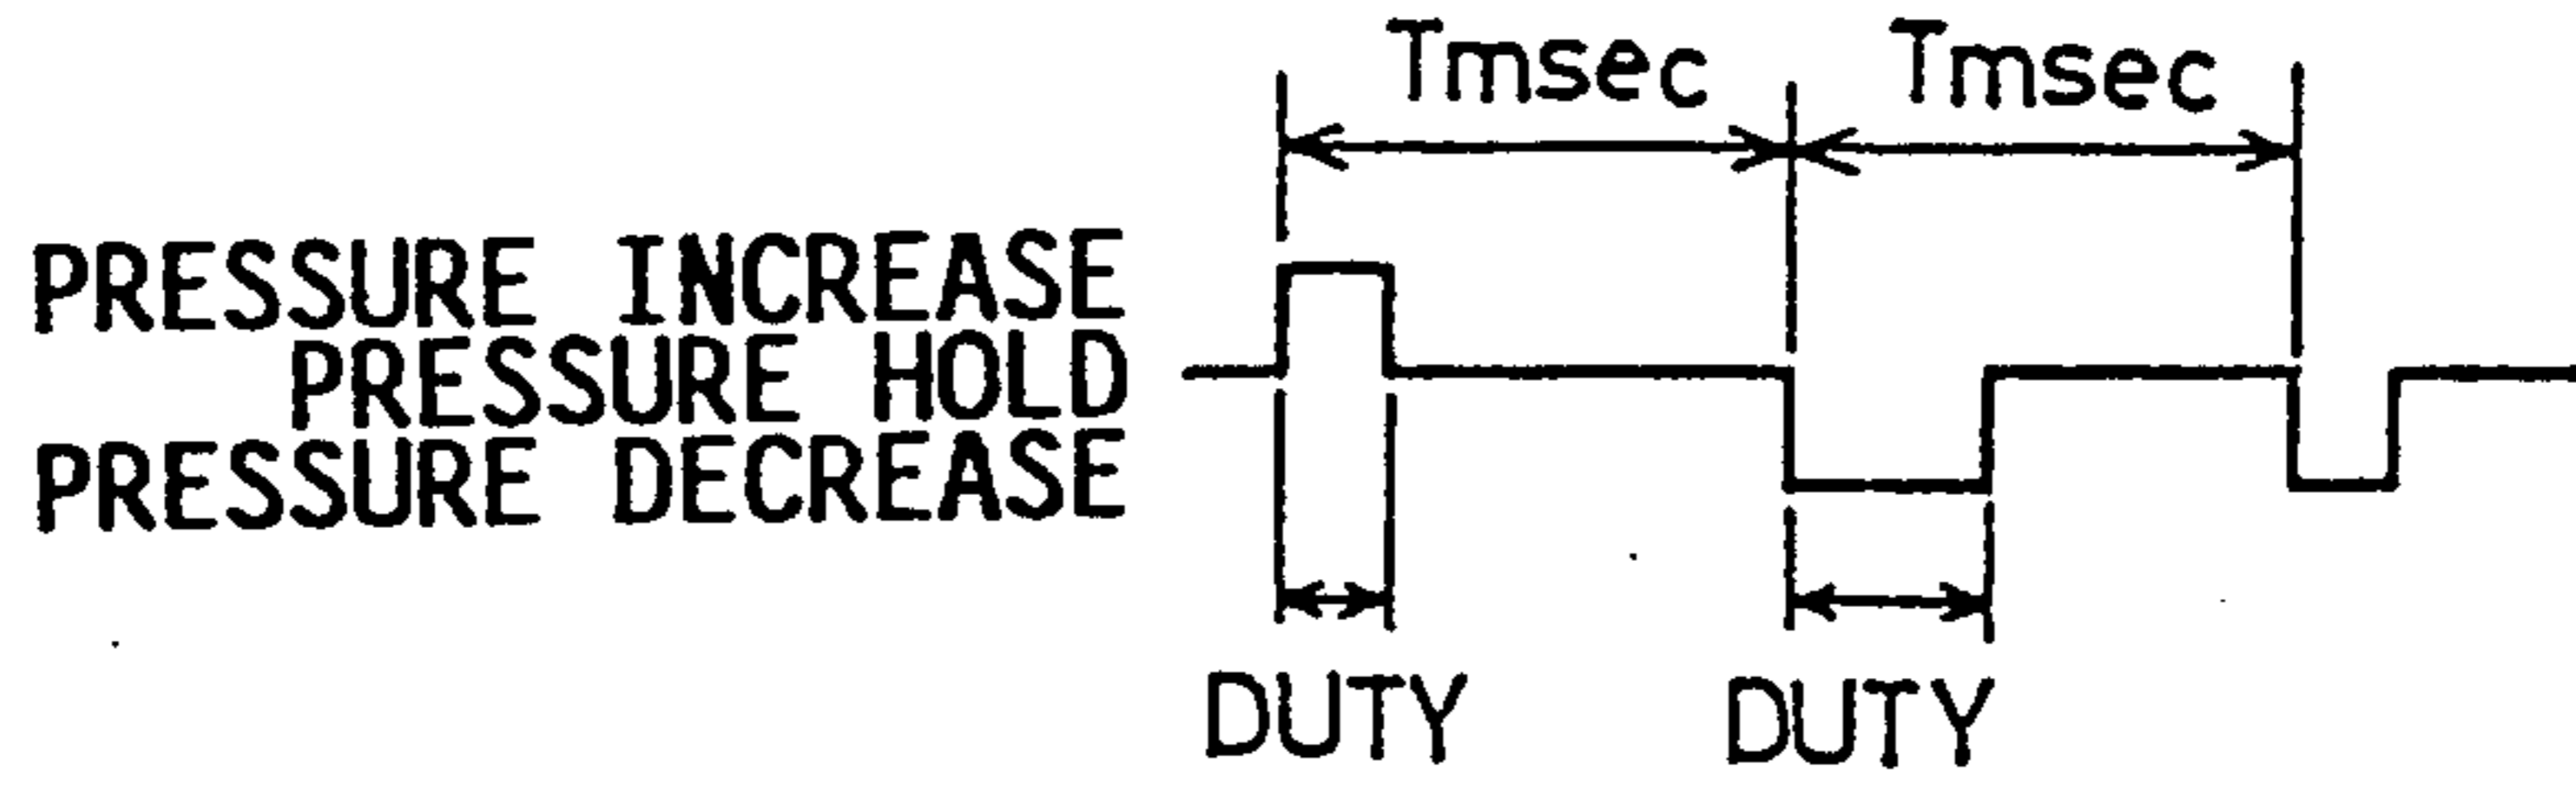 Tmsec Tmsec
PRESSURE INCREASE
PRESSURE HOLD
PRESSURE DECREASE
DUTY DUTY